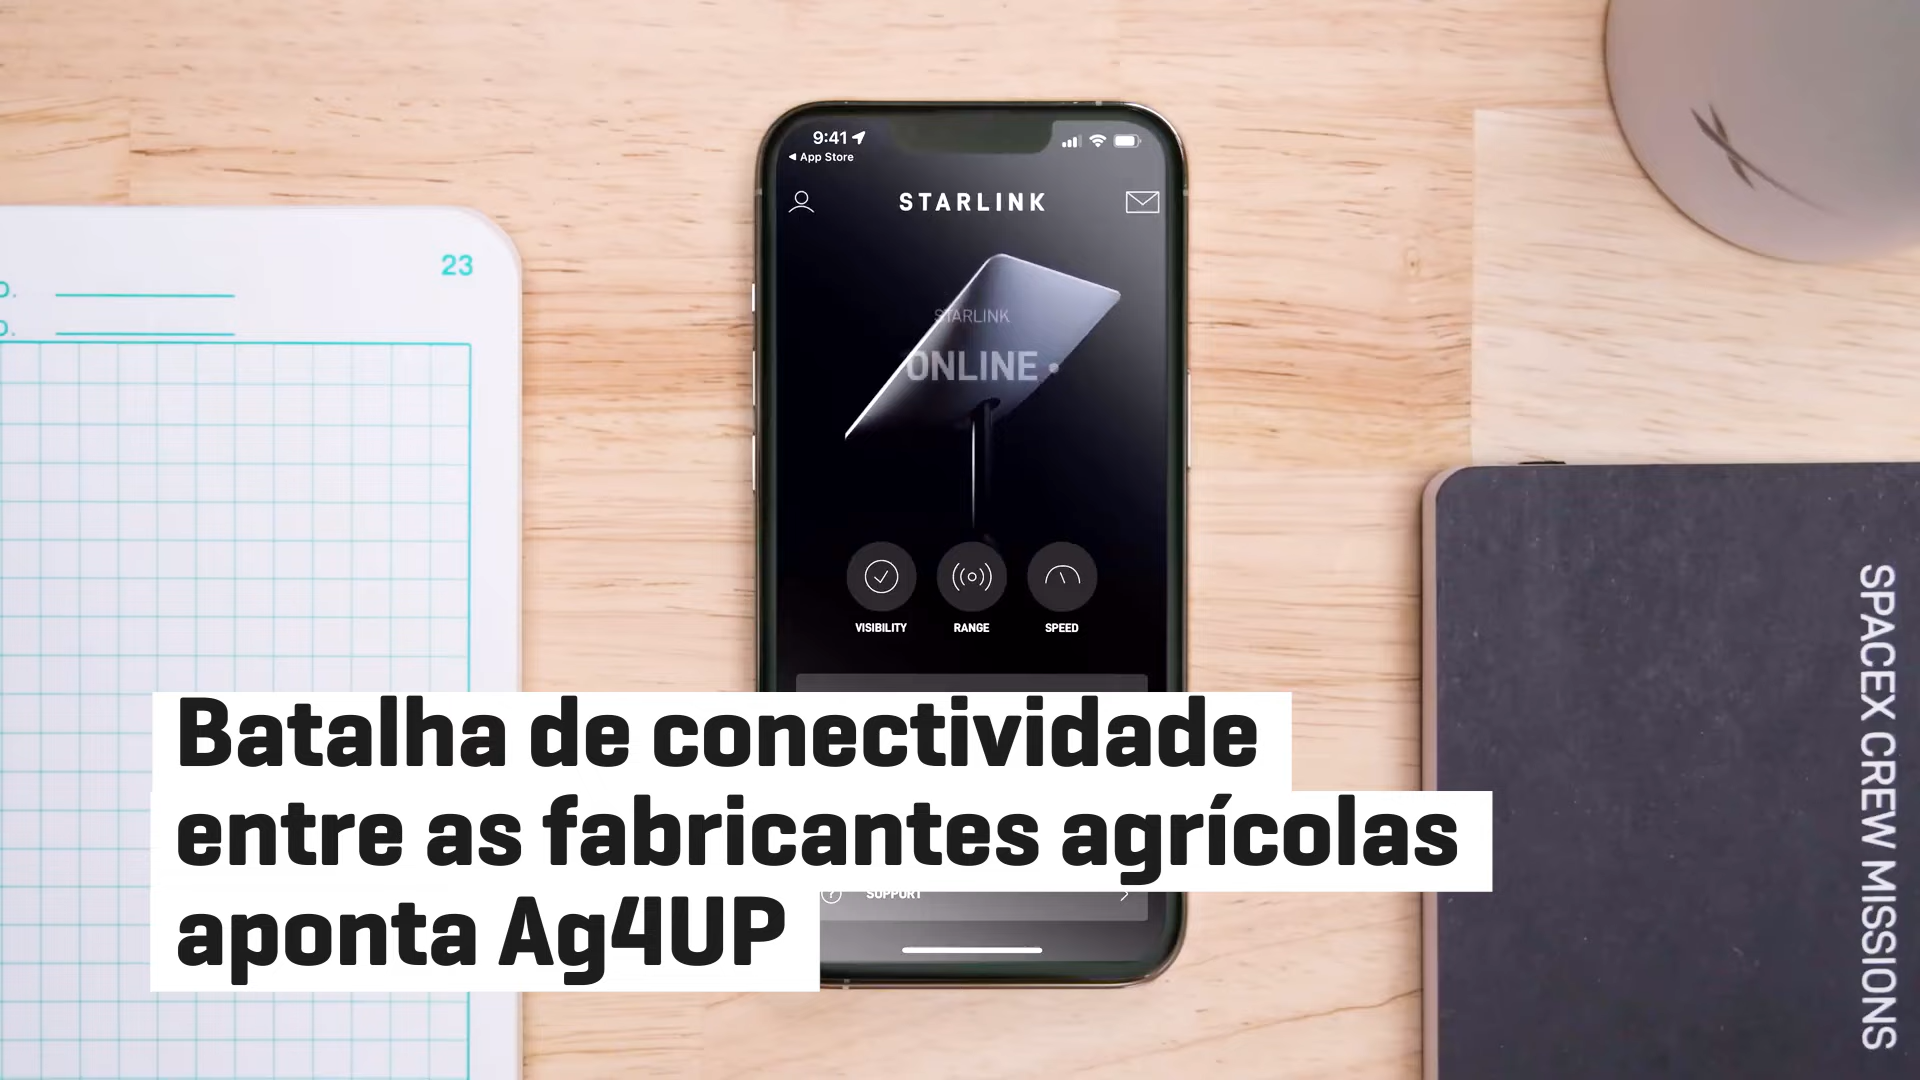 9:41
App Store
STARLINK
23
STARLINK
ONLINE •
VISIBILITY
RANGE
SPEED
Batalha de conectividade
entre as fabricantes agrícolas
aponta Ag4UP
SUPPORT
SPACEX CREW MISSIONS